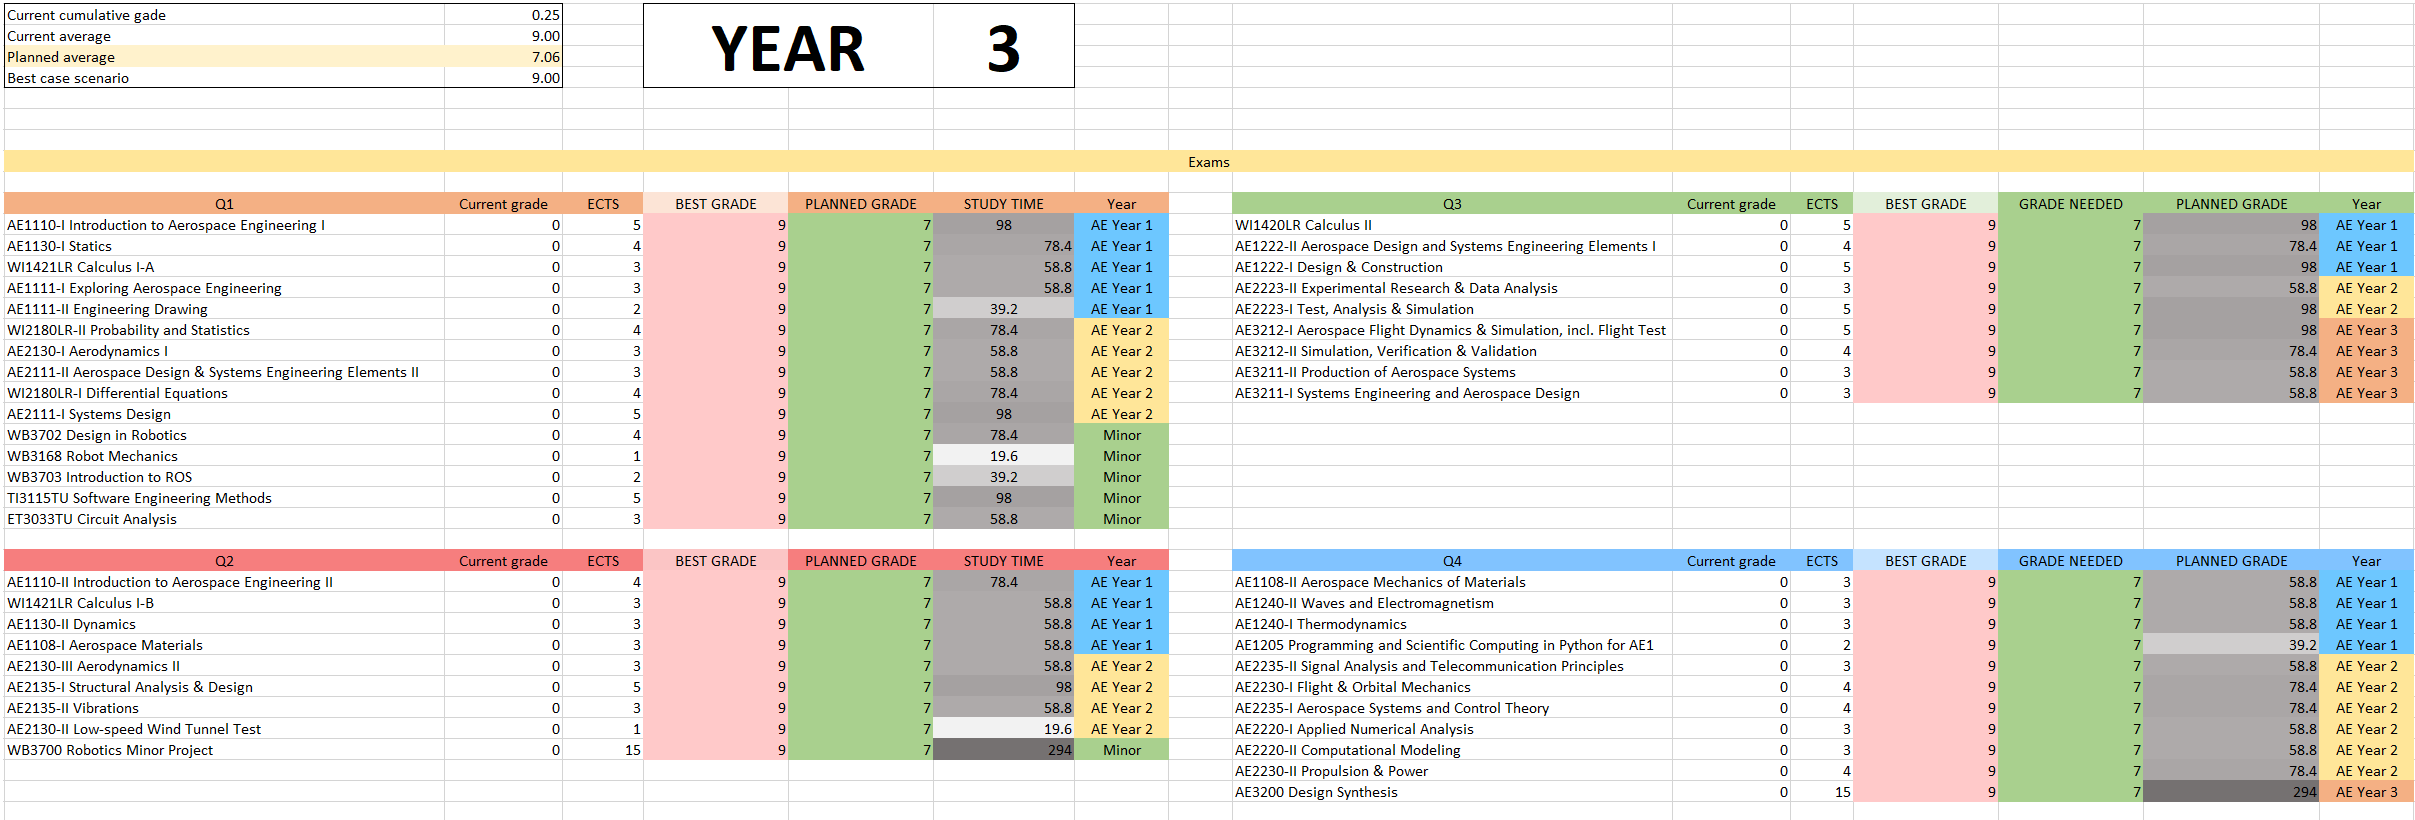 Current cumulative gade 0.25
Current average 9.00
Planned average 7.06
Best case scenario 9.00
YEAR 3
Exams
Q1 Current grade ECTS BEST GRADE PLANNED GRADE STUDY TIME Year
AE1110-I Introduction to Aerospace Engineering I 0 5 9 7 98 AE Year 1
AE1130-I Statics 0 4 9 7 78.4 AE Year 1
WI1421LR Calculus I-A 0 3 9 7 58.8 AE Year 1
AE1111-I Exploring Aerospace Engineering 0 3 9 7 58.8 AE Year 1
AE1111-II Engineering Drawing 0 2 9 7 39.2 AE Year 1
WI2180LR-II Probability and Statistics 0 4 9 7 78.4 AE Year 2
AE2130-I Aerodynamics I 0 3 9 7 58.8 AE Year 2
AE2111-II Aerospace Design & Systems Engineering Elements II 0 3 9 7 58.8 AE Year 2
WI2180LR-I Differential Equations 0 4 9 7 78.4 AE Year 2
AE2111-I Systems Design 0 5 9 7 98 AE Year 2
WB3702 Design in Robotics 0 4 9 7 78.4 Minor
WB3168 Robot Mechanics 0 1 9 7 19.6 Minor
WB3703 Introduction to ROS 0 2 9 7 39.2 Minor
TI3115TU Software Engineering Methods 0 5 9 7 98 Minor
ET3033TU Circuit Analysis 0 3 9 7 58.8 Minor
Q2 Current grade ECTS BEST GRADE PLANNED GRADE STUDY TIME Year
AE1110-II Introduction to Aerospace Engineering II 0 4 9 7 78.4 AE Year 1
WI1421LR Calculus I-B 0 3 9 7 58.8 AE Year 1
AE1130-II Dynamics 0 3 9 7 58.8 AE Year 1
AE1108-I Aerospace Materials 0 3 9 7 58.8 AE Year 1
AE2130-III Aerodynamics II 0 3 9 7 58.8 AE Year 2
AE2135-I Structural Analysis & Design 0 5 9 7 98 AE Year 2
AE2135-II Vibrations 0 3 9 7 58.8 AE Year 2
AE2130-II Low-speed Wind Tunnel Test 0 1 9 7 19.6 AE Year 2
WB3700 Robotics Minor Project 0 15 9 7 294 Minor
Q3 Current grade ECTS BEST GRADE GRADE NEEDED PLANNED GRADE Year
WI1420LR Calculus II 0 5 9 7 98 AE Year 1
AE1222-II Aerospace Design and Systems Engineering Elements I 0 4 9 7 78.4 AE Year 1
AE1222-I Design & Construction 0 5 9 7 98 AE Year 1
AE2223-II Experimental Research & Data Analysis 0 3 9 7 58.8 AE Year 2
AE2223-I Test, Analysis & Simulation 0 5 9 7 98 AE Year 2
AE3212-I Aerospace Flight Dynamics & Simulation, incl. Flight Test 0 5 9 7 98 AE Year 3
AE3212-II Simulation, Verification & Validation 0 4 9 7 78.4 AE Year 3
AE3211-II Production of Aerospace Systems 0 3 9 7 58.8 AE Year 3
AE3211-I Systems Engineering and Aerospace Design 0 3 9 7 58.8 AE Year 3
Q4 Current grade ECTS BEST GRADE GRADE NEEDED PLANNED GRADE Year
AE1108-II Aerospace Mechanics of Materials 0 3 9 7 58.8 AE Year 1
AE1240-II Waves and Electromagnetism 0 3 9 7 58.8 AE Year 1
AE1240-I Thermodynamics 0 3 9 7 58.8 AE Year 1
AE1205 Programming and Scientific Computing in Python for AE1 0 2 9 7 39.2 AE Year 1
AE2235-II Signal Analysis and Telecommunication Principles 0 3 9 7 58.8 AE Year 2
AE2230-I Flight & Orbital Mechanics 0 4 9 7 78.4 AE Year 2
AE2235-I Aerospace Systems and Control Theory 0 4 9 7 78.4 AE Year 2
AE2220-I Applied Numerical Analysis 0 3 9 7 58.8 AE Year 2
AE2220-II Computational Modeling 0 3 9 7 58.8 AE Year 2
AE2230-II Propulsion & Power 0 4 9 7 78.4 AE Year 2
AE3200 Design Synthesis 0 15 9 7 294 AE Year 3